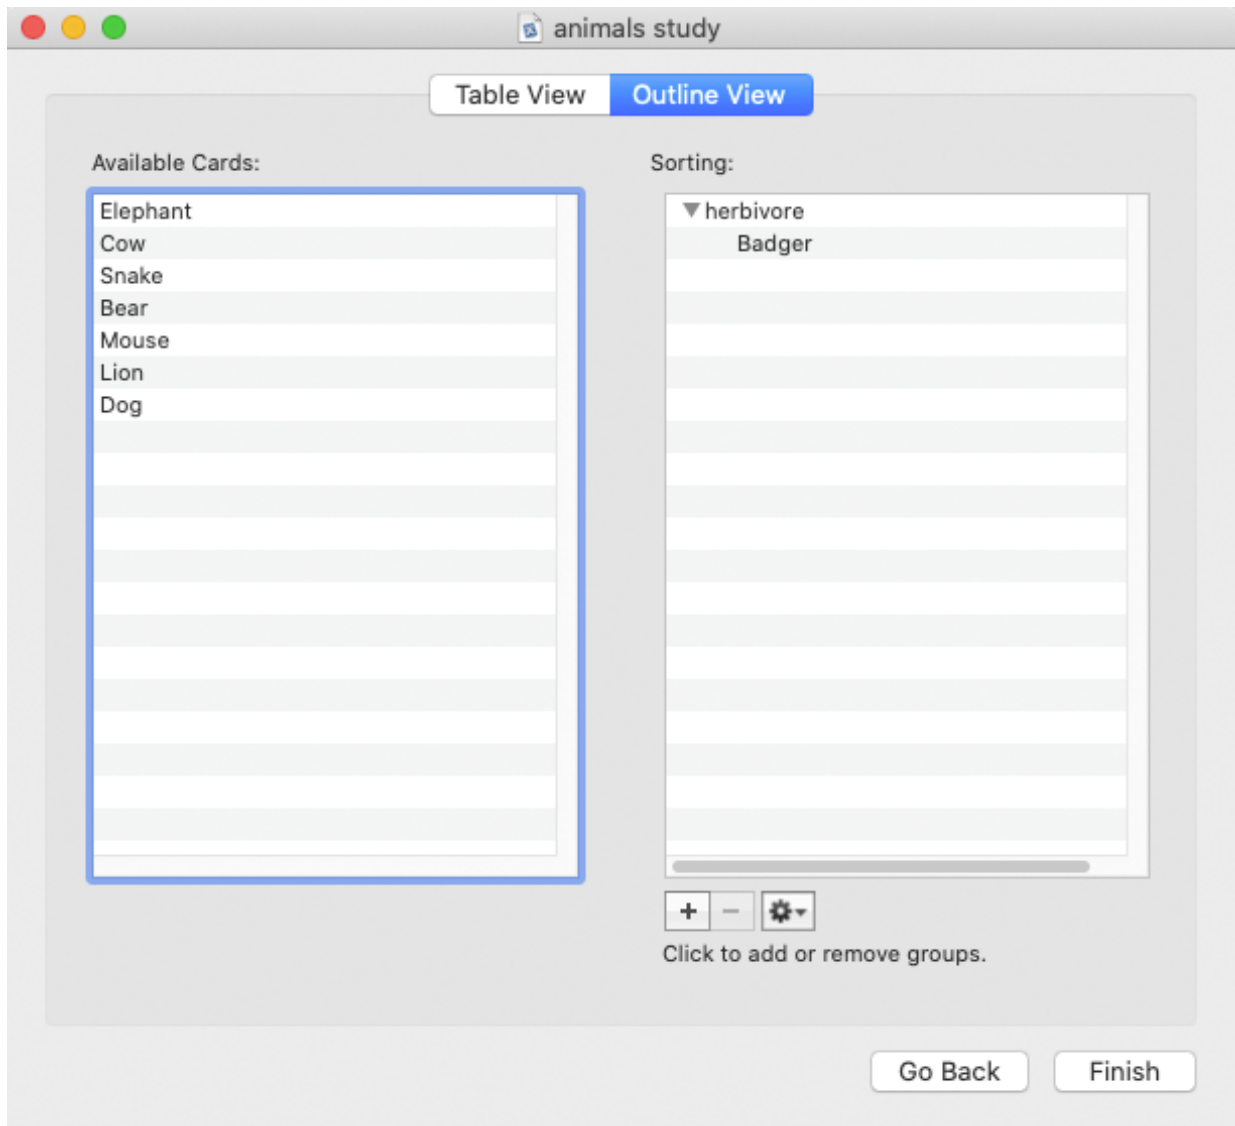 animals study
Table View
Outline View
Available Cards:
Elephant
Cow
Snake
Bear
Mouse
Lion
Dog
Sorting:
herbivore
Badger
Click to add or remove groups.
Go Back
Finish